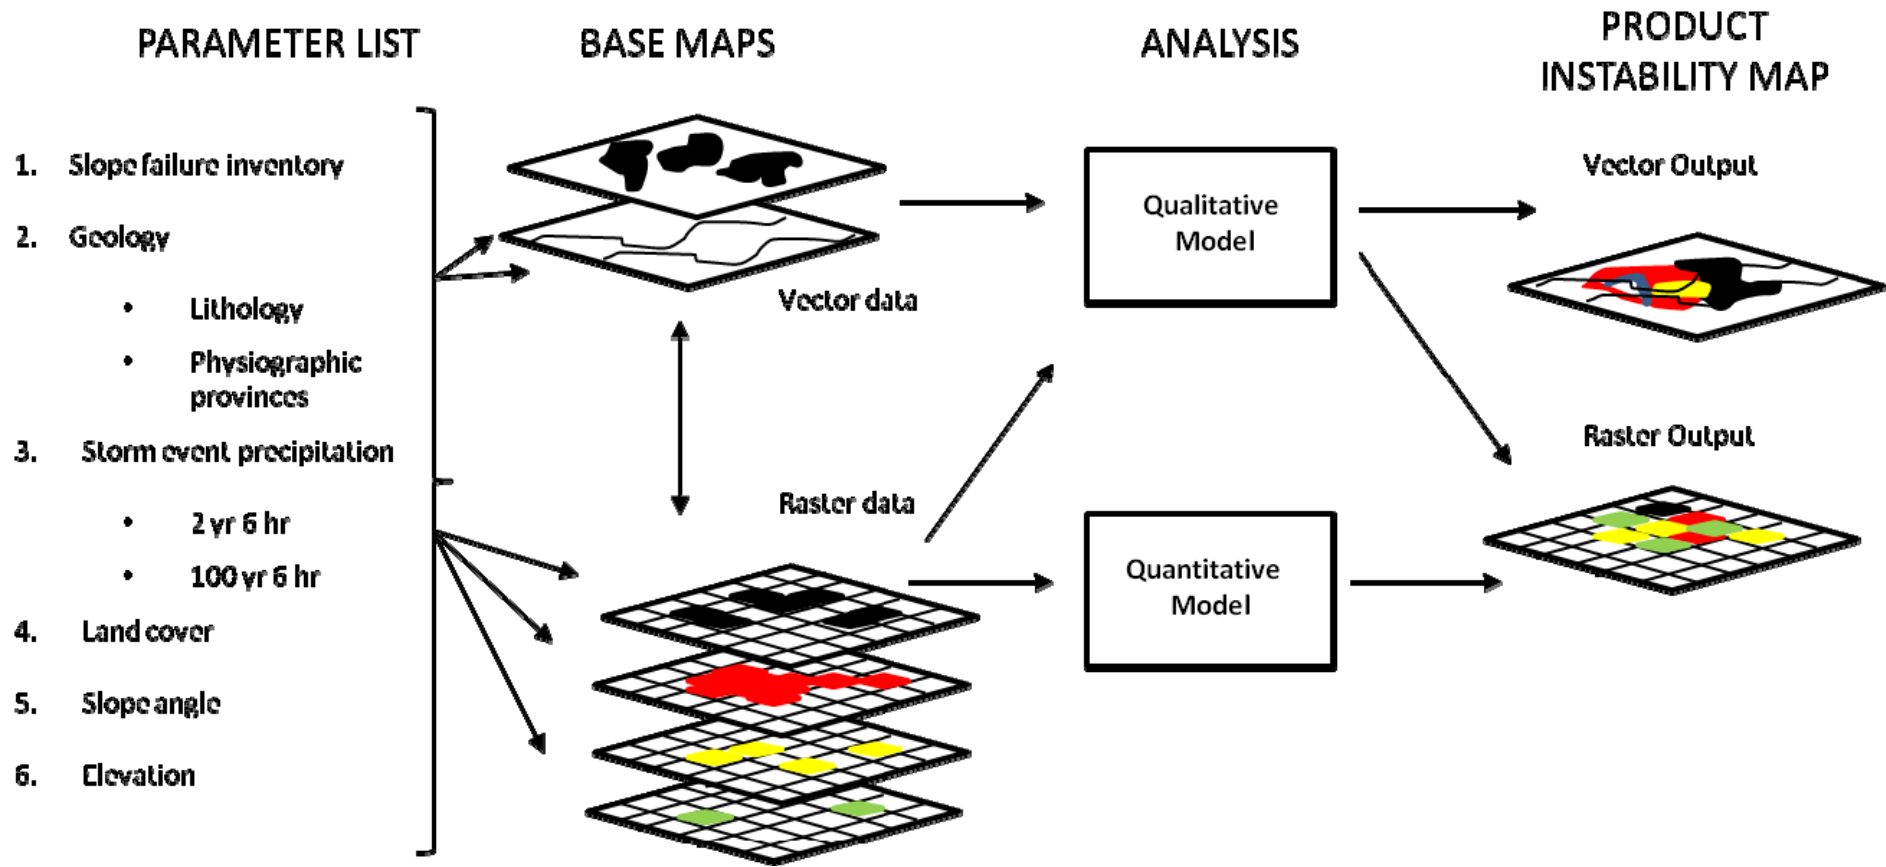 PARAMETER LIST
BASE MAPS
ANALYSIS
PRODUCT
INSTABILITY MAP
1. Slope failure inventory
2. Geology
• Lithology
• Physiographic
provinces
3. Storm event precipitation
• 2 yr 6 hr
• 100 yr 6 hr
4. Land cover
5. Slope angle
6. Elevation
Vector data
Raster data
Qualitative
Model
Quantitative
Model
Vector Output
Raster Output